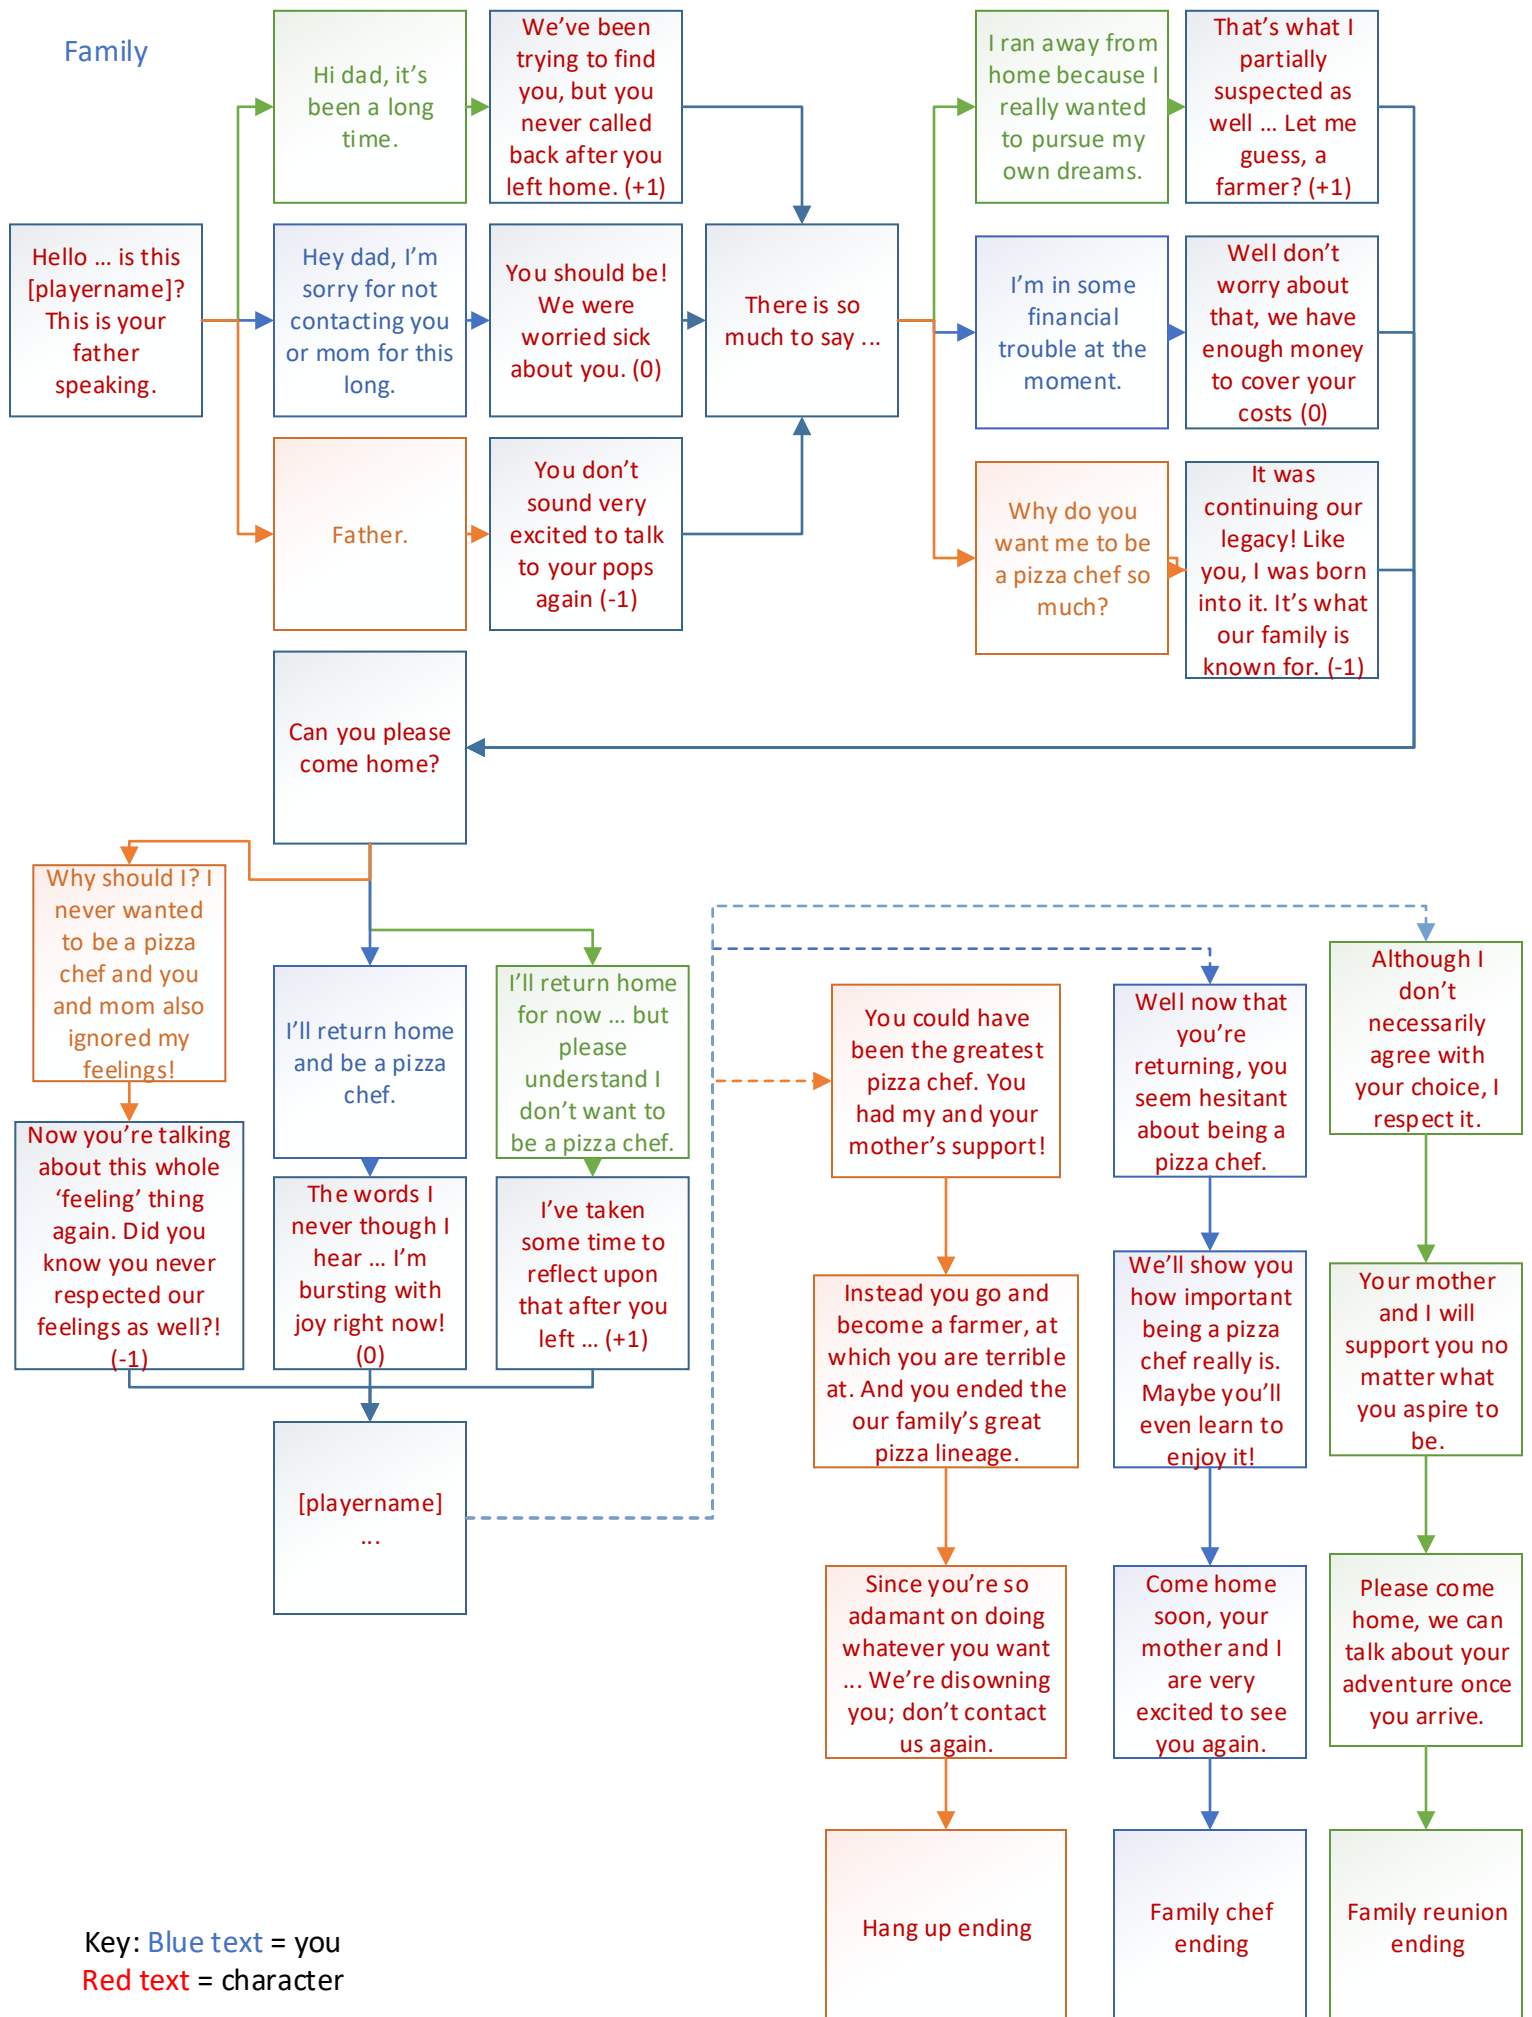 Family
Hi dad, it’s
been a long
time.
We’ve been
trying to find
you, but you
never called
back after you
left home. (+1)
I ran away from
home because I
really wanted
to pursue my
own dreams.
That’s what I
partially
suspected as
well ... Let me
guess, a
farmer? (+1)
Hello ... is this
[playername]?
This is your
father
speaking.
Hey dad, I’m
sorry for not
contacting you
or mom for this
long.
You should be!
We were
worried sick
about you. (0)
There is so
much to say ...
I’m in some
financial
trouble at the
moment.
Well don’t
worry about
that, we have
enough money
to cover your
costs (0)
Father.
You don’t
sound very
excited to talk
to your pops
again (-1)
Why do you
want me to be
a pizza chef so
much?
It was
continuing our
legacy! Like
you, I was born
into it. It’s what
our family is
known for. (-1)
Can you please
come home?
Why should I? I
never wanted
to be a pizza
chef and you
and mom also
ignored my
feelings!
I’ll return home
and be a pizza
chef.
I’ll return home
for now ... but
please
understand I
don’t want to
be a pizza chef.
Now you’re talking
about this whole
‘feeling’ thing
again. Did you
know you never
respected our
feelings as well?!
(-1)
The words I
never though I
hear ... I’m
bursting with
joy right now!
(0)
I’ve taken
some time to
reflect upon
that after you
left ... (+1)
[playername]
...
You could have
been the greatest
pizza chef. You
had my and your
mother’s support!
Well now that
you’re
returning, you
seem hesitant
about being a
pizza chef.
Although I
don’t
necessarily
agree with
your choice, I
respect it.
Instead you go and
become a farmer, at
which you are terrible
at. And you ended the
our family’s great
pizza lineage.
We’ll show you
how important
being a pizza
chef really is.
Maybe you’ll
even learn to
enjoy it!
Your mother
and I will
support you no
matter what
you aspire to
be.
Since you’re so
adamant on doing
whatever you want
... We’re disowning
you; don’t contact
us again.
Come home
soon, your
mother and I
are very
excited to see
you again.
Please come
home, we can
talk about your
adventure once
you arrive.
Hang up ending
Family chef
ending
Family reunion
ending
Key: Blue text = you
Red text = character